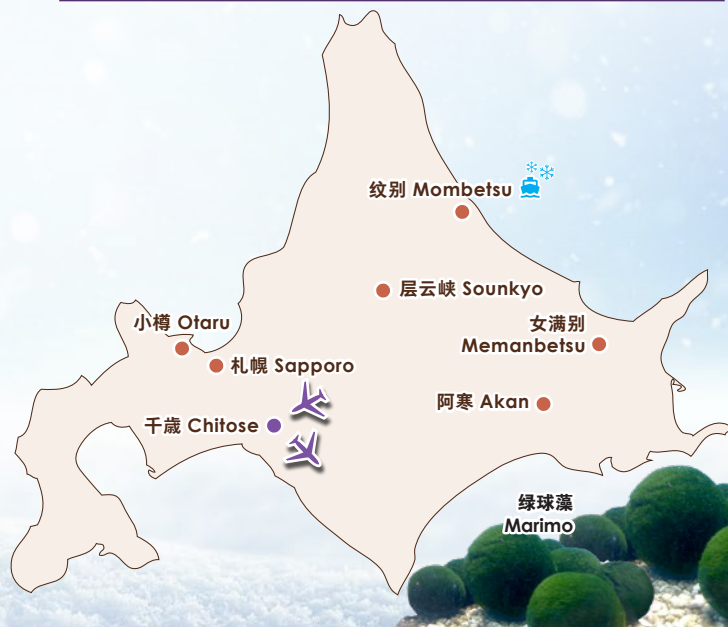 纹别 Mombetsu
层云峡 Sounkyo
女满别
Memanbetsu
小樽 Otaru
札幌 Sapporo
阿寒 Akan
千歳 Chitose
绿球藻
Marimo